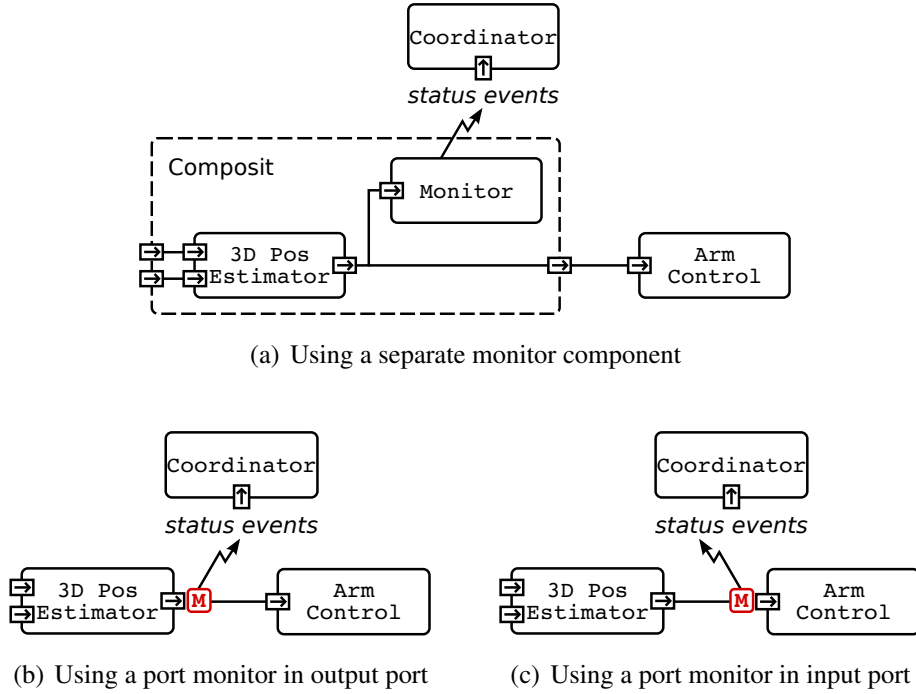 Coordinator
status events
Composit
Monitor
3D Pos
Estimator
Arm
Control
(a) Using a separate monitor component
Coordinator
status events
3D Pos
Estimator
M
Arm
Control
(b) Using a port monitor in output port
Coordinator
status events
3D Pos
Estimator
M
Arm
Control
(c) Using a port monitor in input port